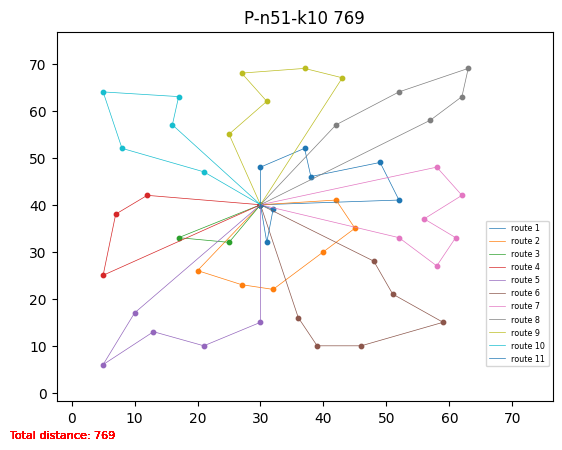 P-n51-k10 769
70
60
50
40
30
20
10
0
0 10 20 30 40 50 60 70
route 1
route 2
route 3
route 4
route 5
route 6
route 7
route 8
route 9
route 10
route 11
Total distance: 769